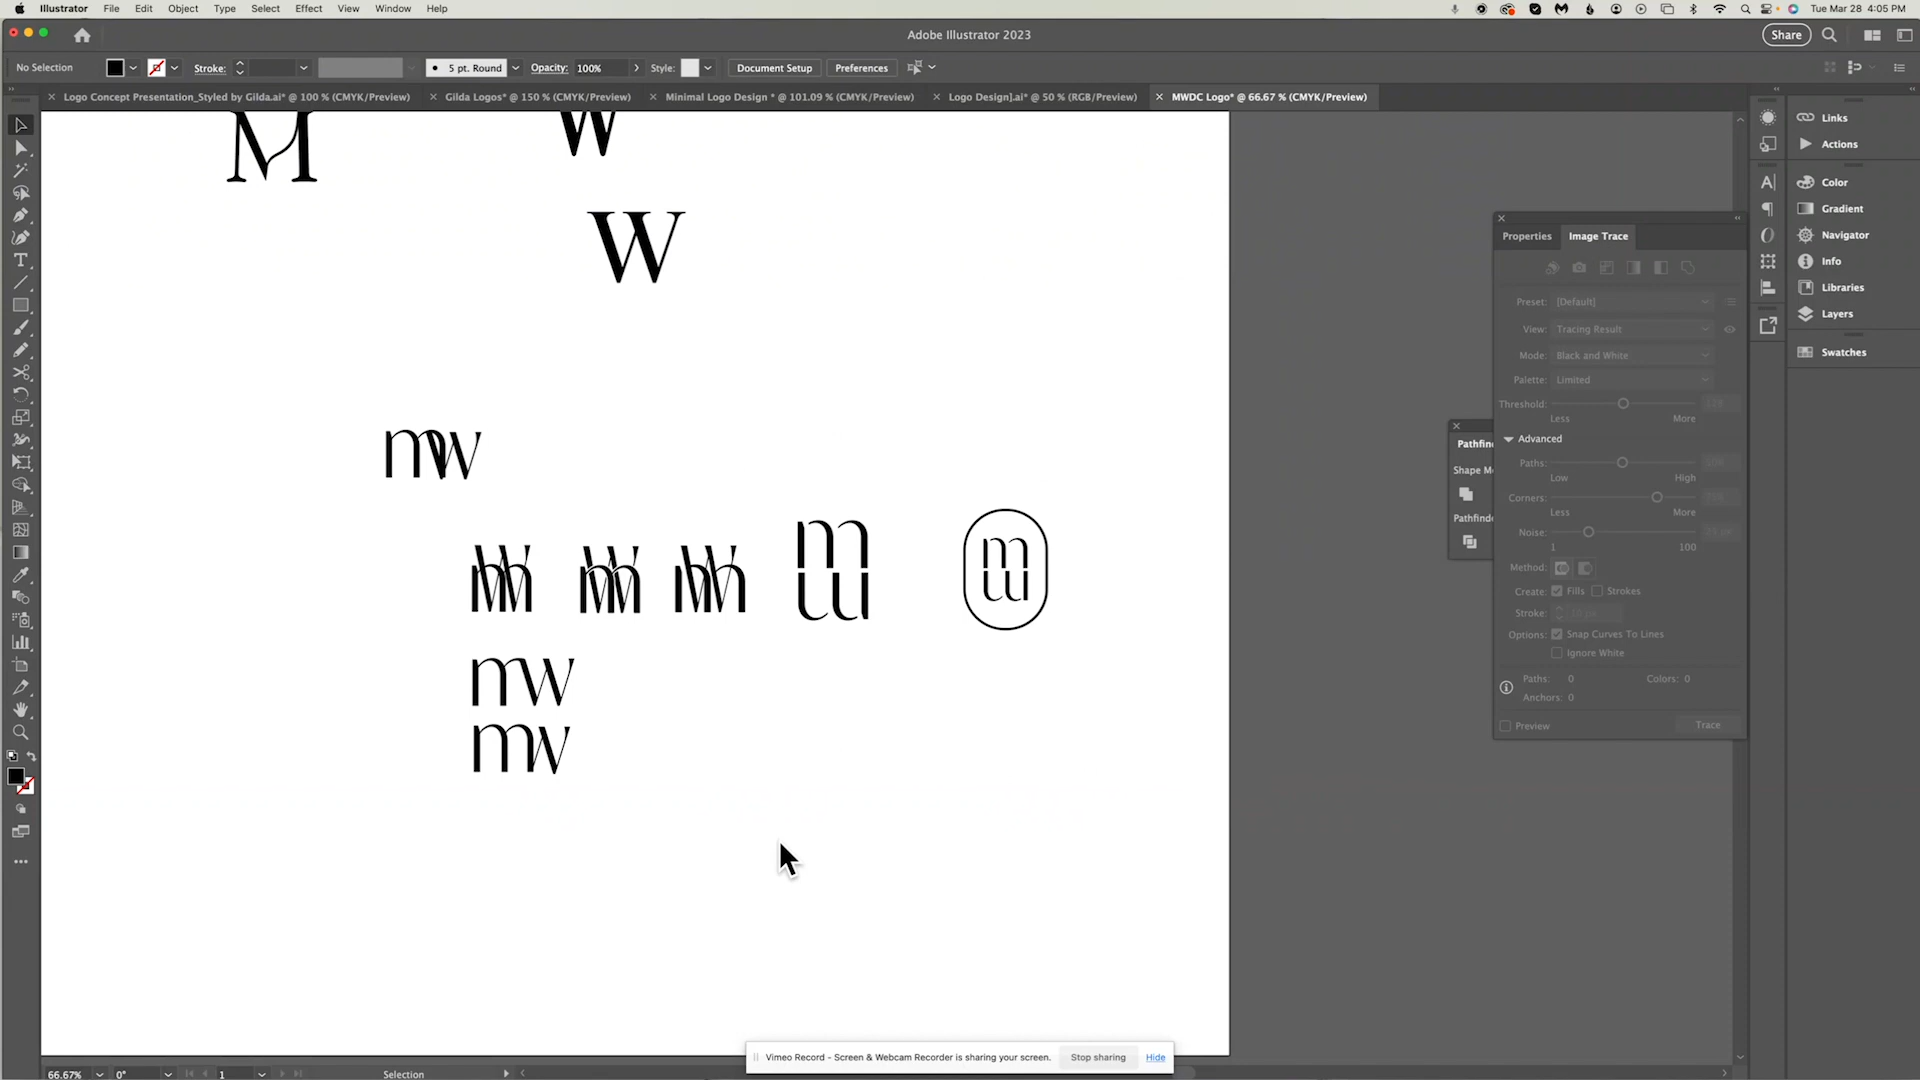 Illustrator File Edit Object Type Select Effect View Window Help Tue Mar 28 4:05 PM
Adobe Illustrator 2023
Share
No Selection Stroke: 5 pt. Round Opacity: 100% Style: Document Setup Preferences
Logo Concept Presentation_Styled by Gilda.ai* @ 100 % (CMYK/Preview) Gilda Logos* @ 150 % (CMYK/Preview) Minimal Logo Design * @ 101.09 % (CMYK/Preview) Logo Design].ai* @ 50 % (RGB/Preview) MWDC Logo* @ 66.67 % (CMYK/Preview)
M W
W
mw
mw mw mw mw mw
mw
mv
Links
Actions
Color
Gradient
Navigator
Info
Libraries
Layers
Swatches
Properties Image Trace
Preset: [Default]
View: Tracing Result
Mode: Black and White
Palette: Limited
Threshold:
Less More
Advanced
Paths:
Low High
Corners:
Less More
Noise:
1 100
Method:
Create: Fills Strokes
Stroke:
Options: Snap Curves To Lines
Ignore White
Paths: 0 Colors: 0
Anchors: 0
Preview Trace
Pathfind
Shape M
Pathfind
Vimeo Record - Screen & Webcam Recorder is sharing your screen. Stop sharing Hide
66.67% 0° 1 Selection